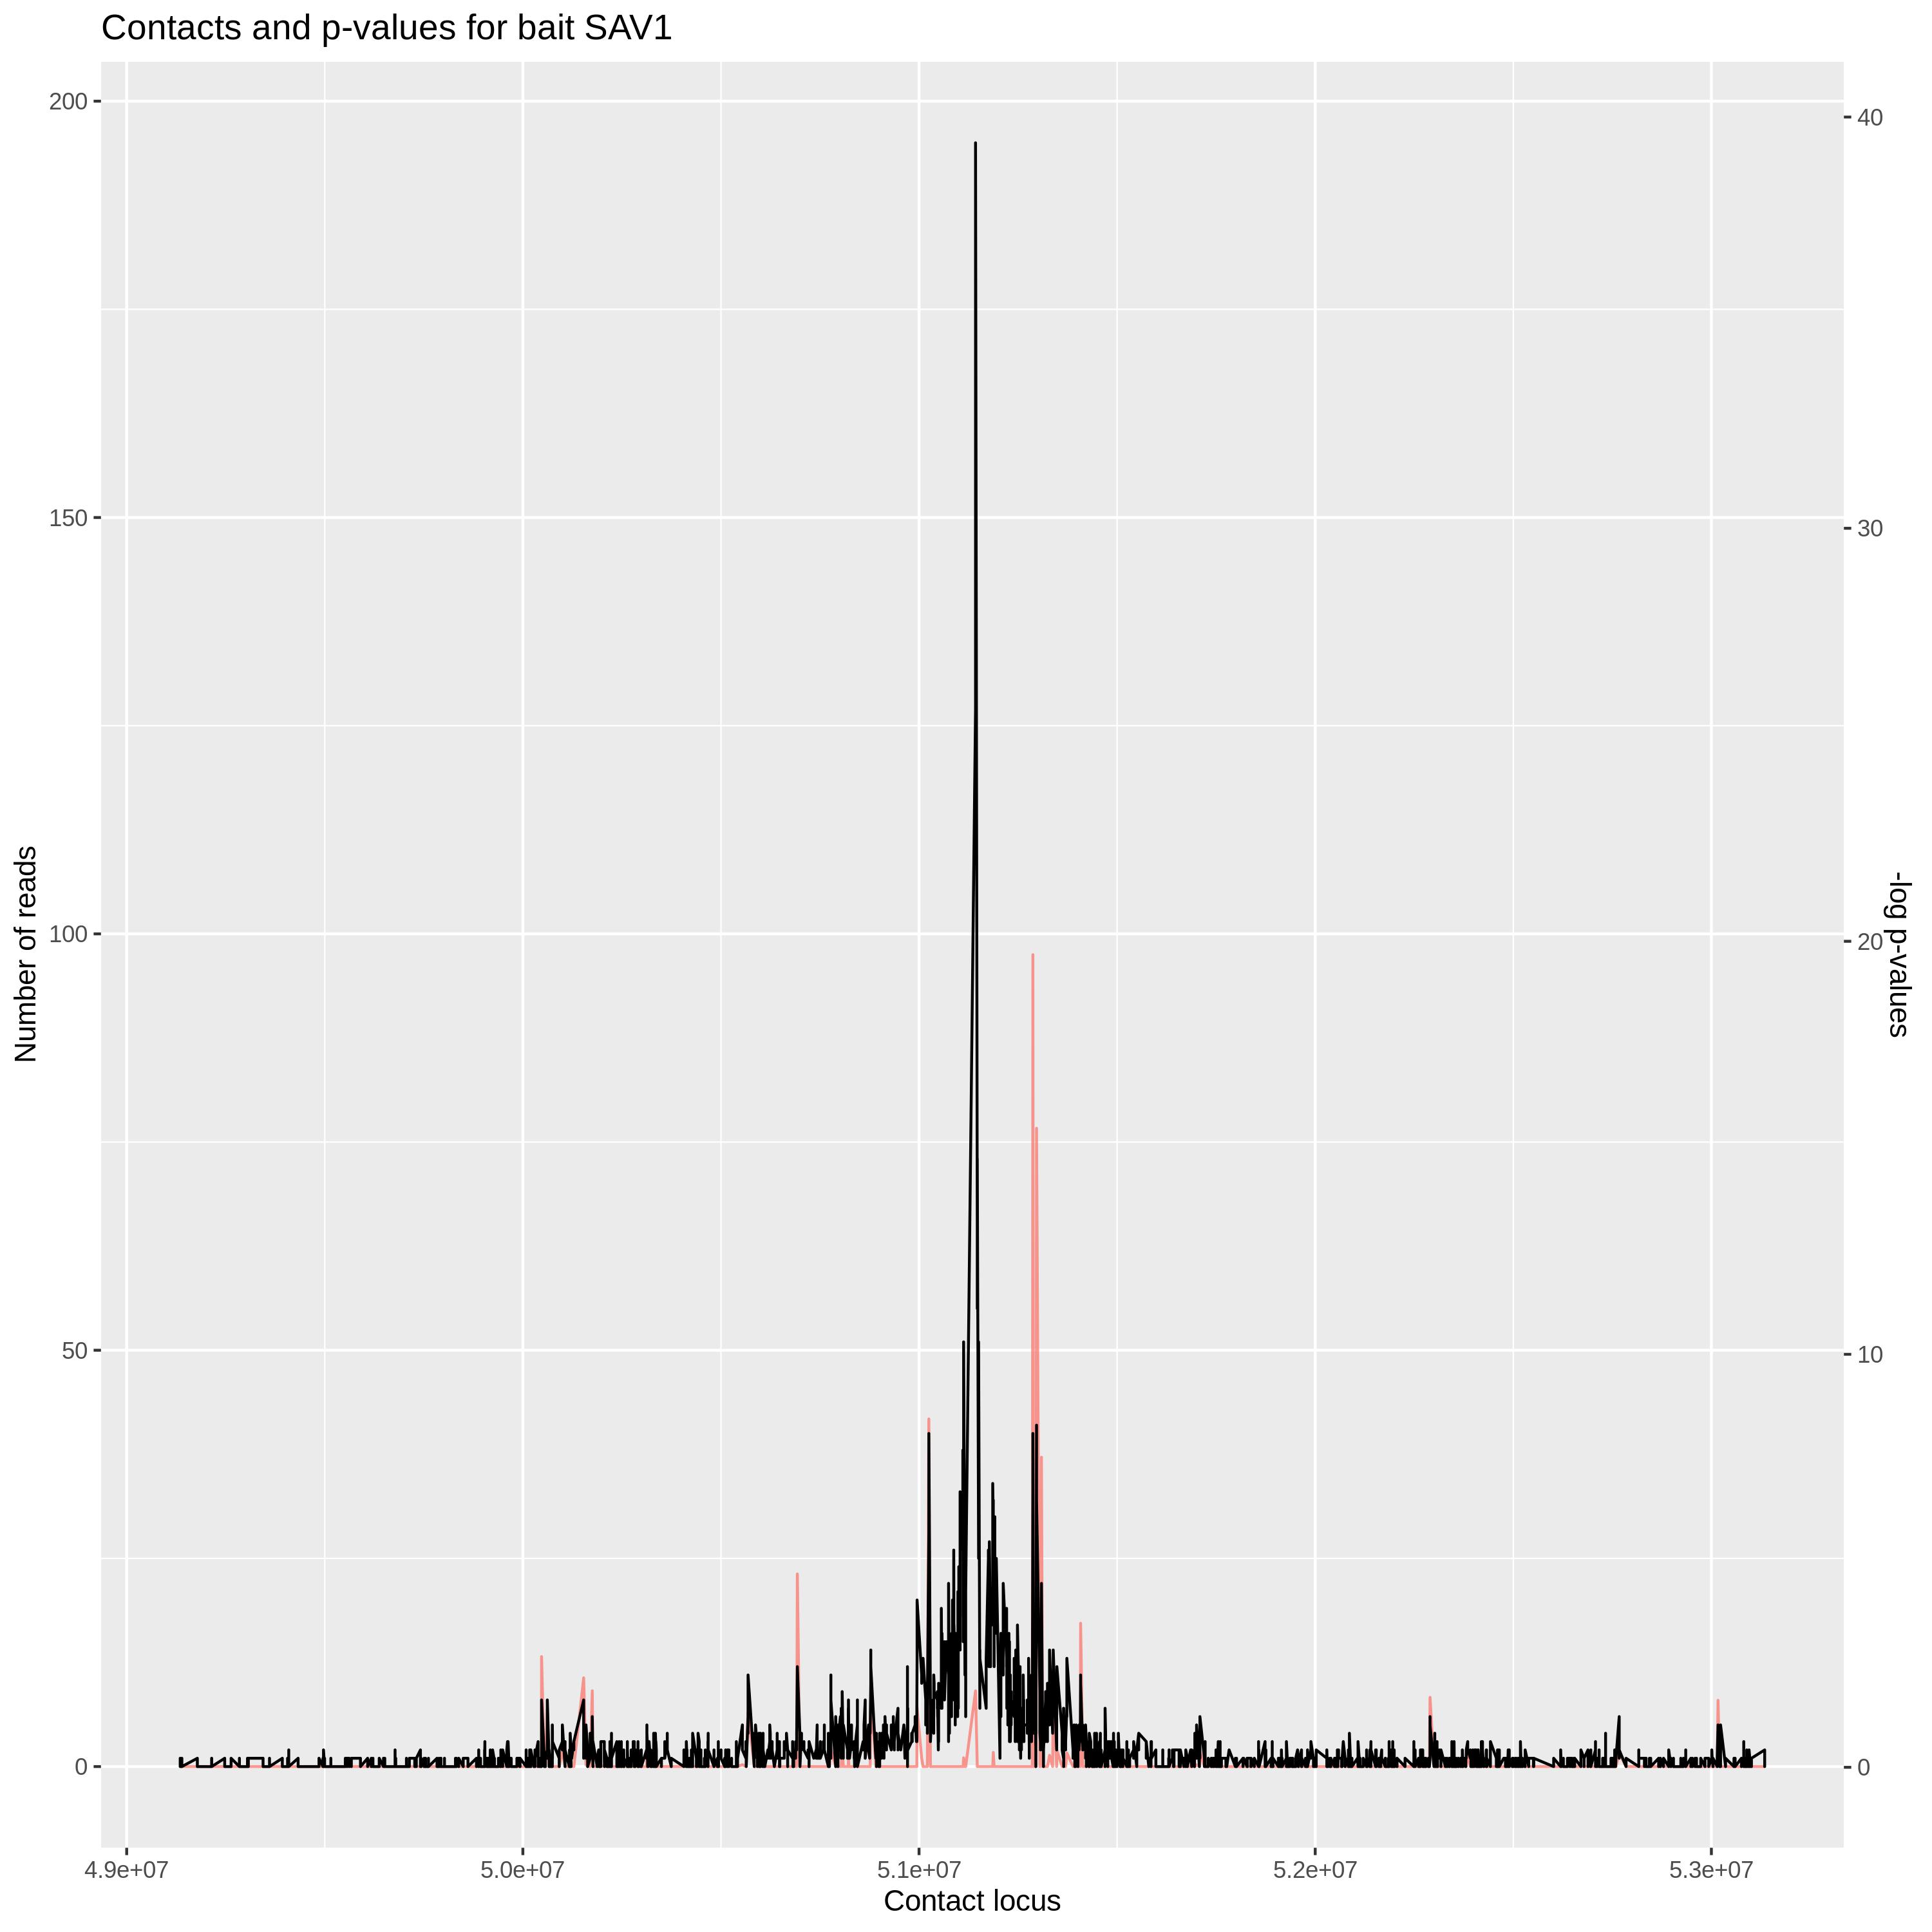 Contacts and p-values for bait SAV1
200
150
100
50
0
Number of reads
40
30
20
10
0
-log p-values
4.9e+07 5.0e+07 5.1e+07 5.2e+07 5.3e+07
Contact locus